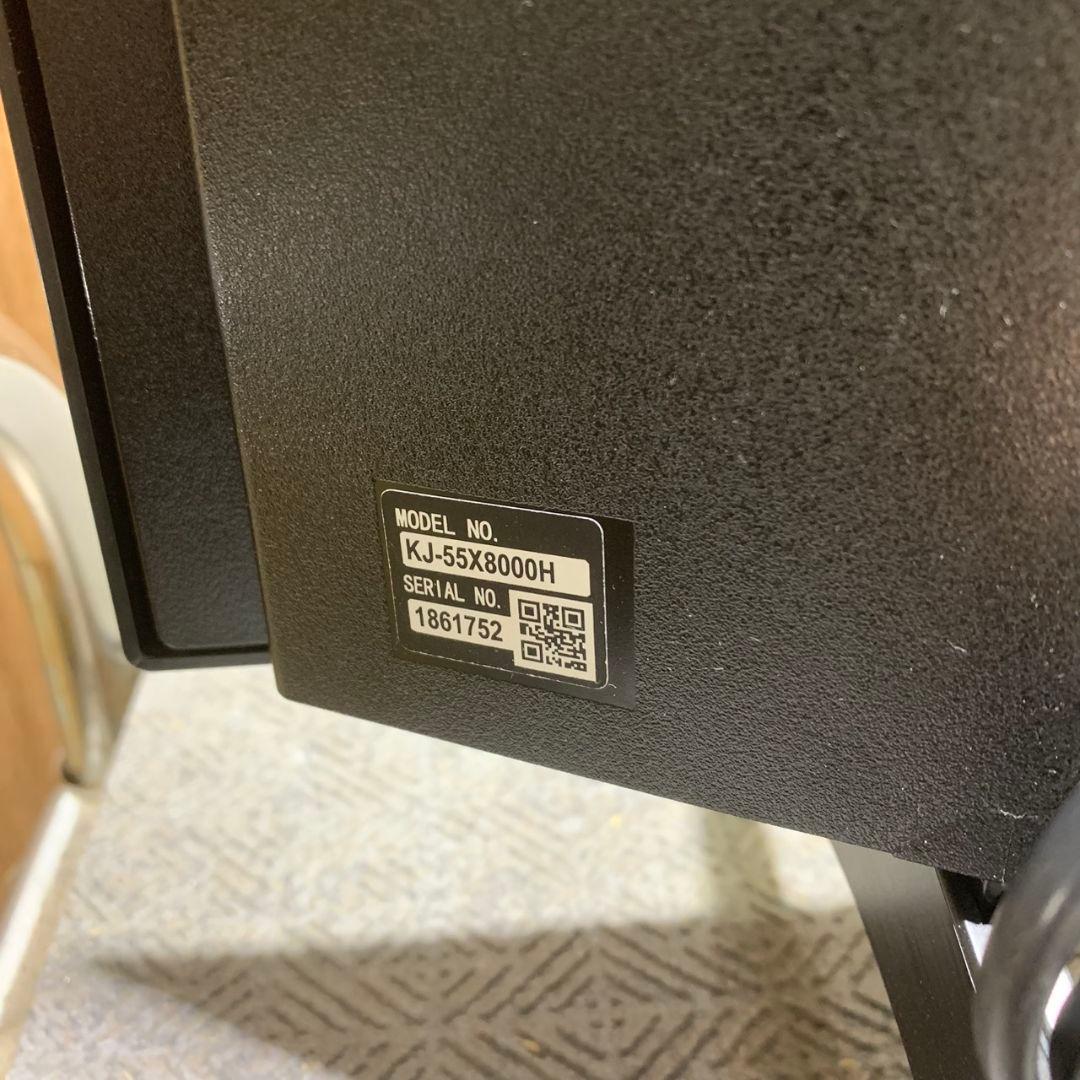 MODEL NO.
KJ-55X8000H
SERIAL NO.
1861752